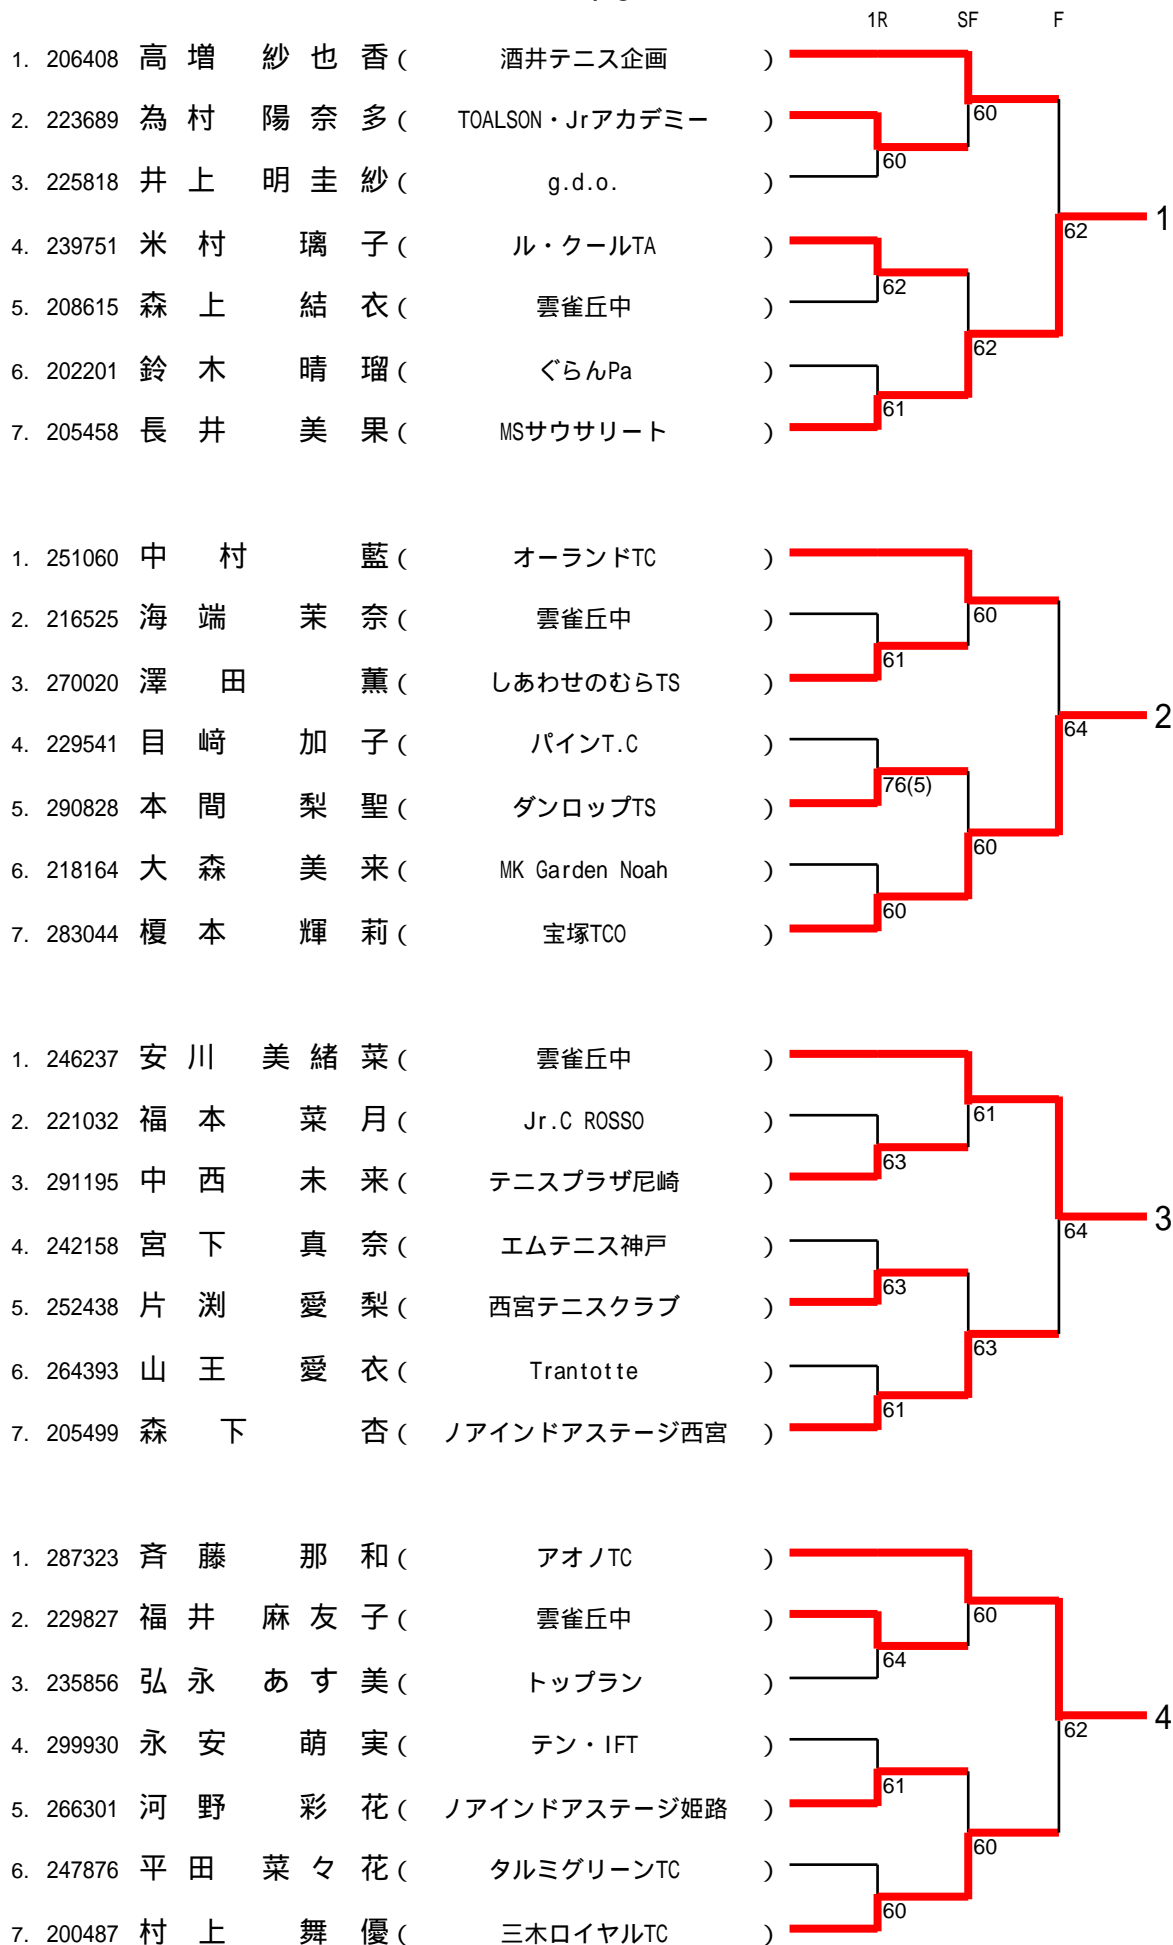 1R SF F
1. 206408 高増 紗也香 ( 酒井テニス企画 )
60
2. 223689 為村 陽奈多 ( TOALSON・Jrアカデミー )
60
3. 225818 井上 明圭紗 ( g.d.o. )
1
62
4. 239751 米村 璃子 ( ル・クールTA )
62
5. 208615 森上 結衣 ( 雲雀丘中 )
62
6. 202201 鈴木 晴瑠 ( ぐらんPa )
61
7. 205458 長井 美果 ( MSサウサリート )
1. 251060 中村 藍 ( オーランドTC )
60
2. 216525 海端 茉奈 ( 雲雀丘中 )
61
3. 270020 澤田 薫 ( しあわせのむらTS )
2
64
4. 229541 目﨑 加子 ( パインT.C )
76(5)
5. 290828 本間 梨聖 ( ダンロップTS )
60
6. 218164 大森 美来 ( MK Garden Noah )
60
7. 283044 榎本 輝莉 ( 宝塚TCO )
1. 246237 安川 美緒菜 ( 雲雀丘中 )
61
2. 221032 福本 菜月 ( Jr.C ROSSO )
63
3. 291195 中西 未来 ( テニスプラザ尼崎 )
3
64
4. 242158 宮下 真奈 ( エムテニス神戸 )
63
5. 252438 片渕 愛梨 ( 西宮テニスクラブ )
63
6. 264393 山王 愛衣 ( Trantotte )
61
7. 205499 森下 杏 ( ノアインドアステージ西宮 )
1. 287323 斉藤 那和 ( アオノTC )
60
2. 229827 福井 麻友子 ( 雲雀丘中 )
64
3. 235856 弘永 あす美 ( トップラン )
4
62
4. 299930 永安 萌実 ( テン・IFT )
61
5. 266301 河野 彩花 ( ノアインドアステージ姫路 )
60
6. 247876 平田 菜々花 ( タルミグリーンTC )
60
7. 200487 村上 舞優 ( 三木ロイヤルTC )